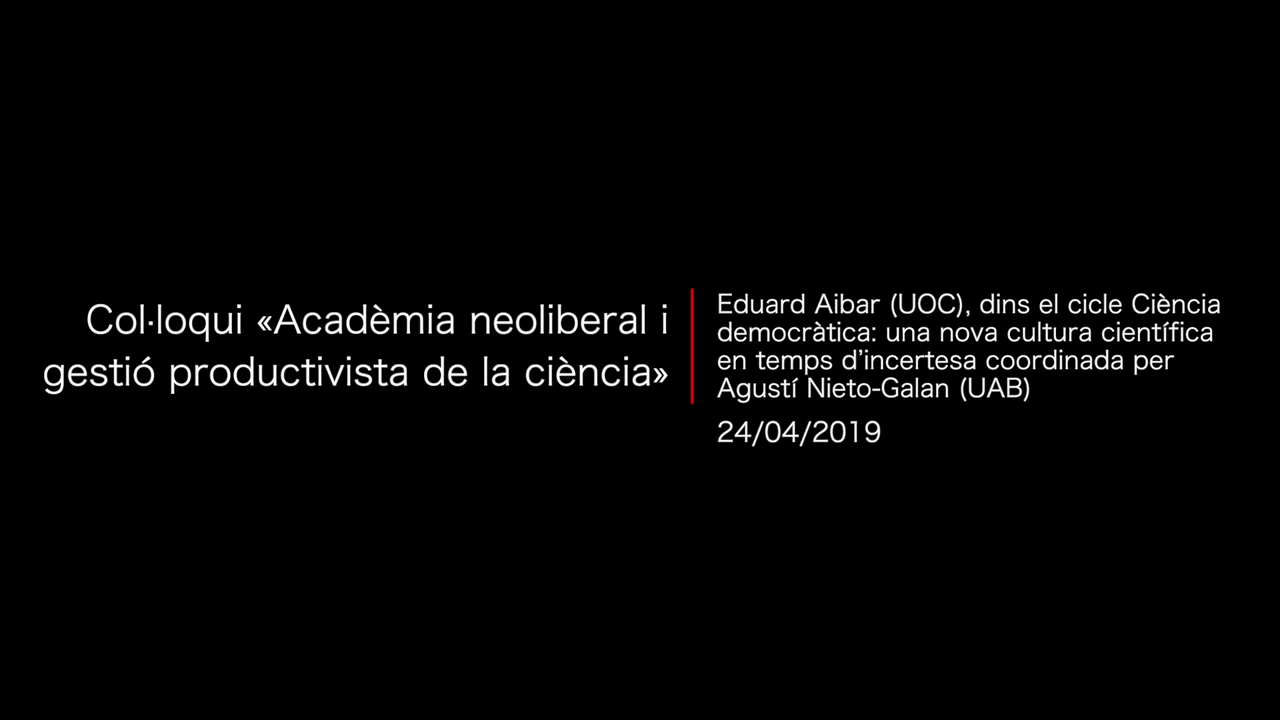 Col·loqui «Acadèmia neoliberal i
gestió productivista de la ciència»
Eduard Aibar (UOC), dins el cicle Ciència
democràtica: una nova cultura científica
en temps d’incertesa coordinada per
Agustí Nieto-Galan (UAB)
24/04/2019